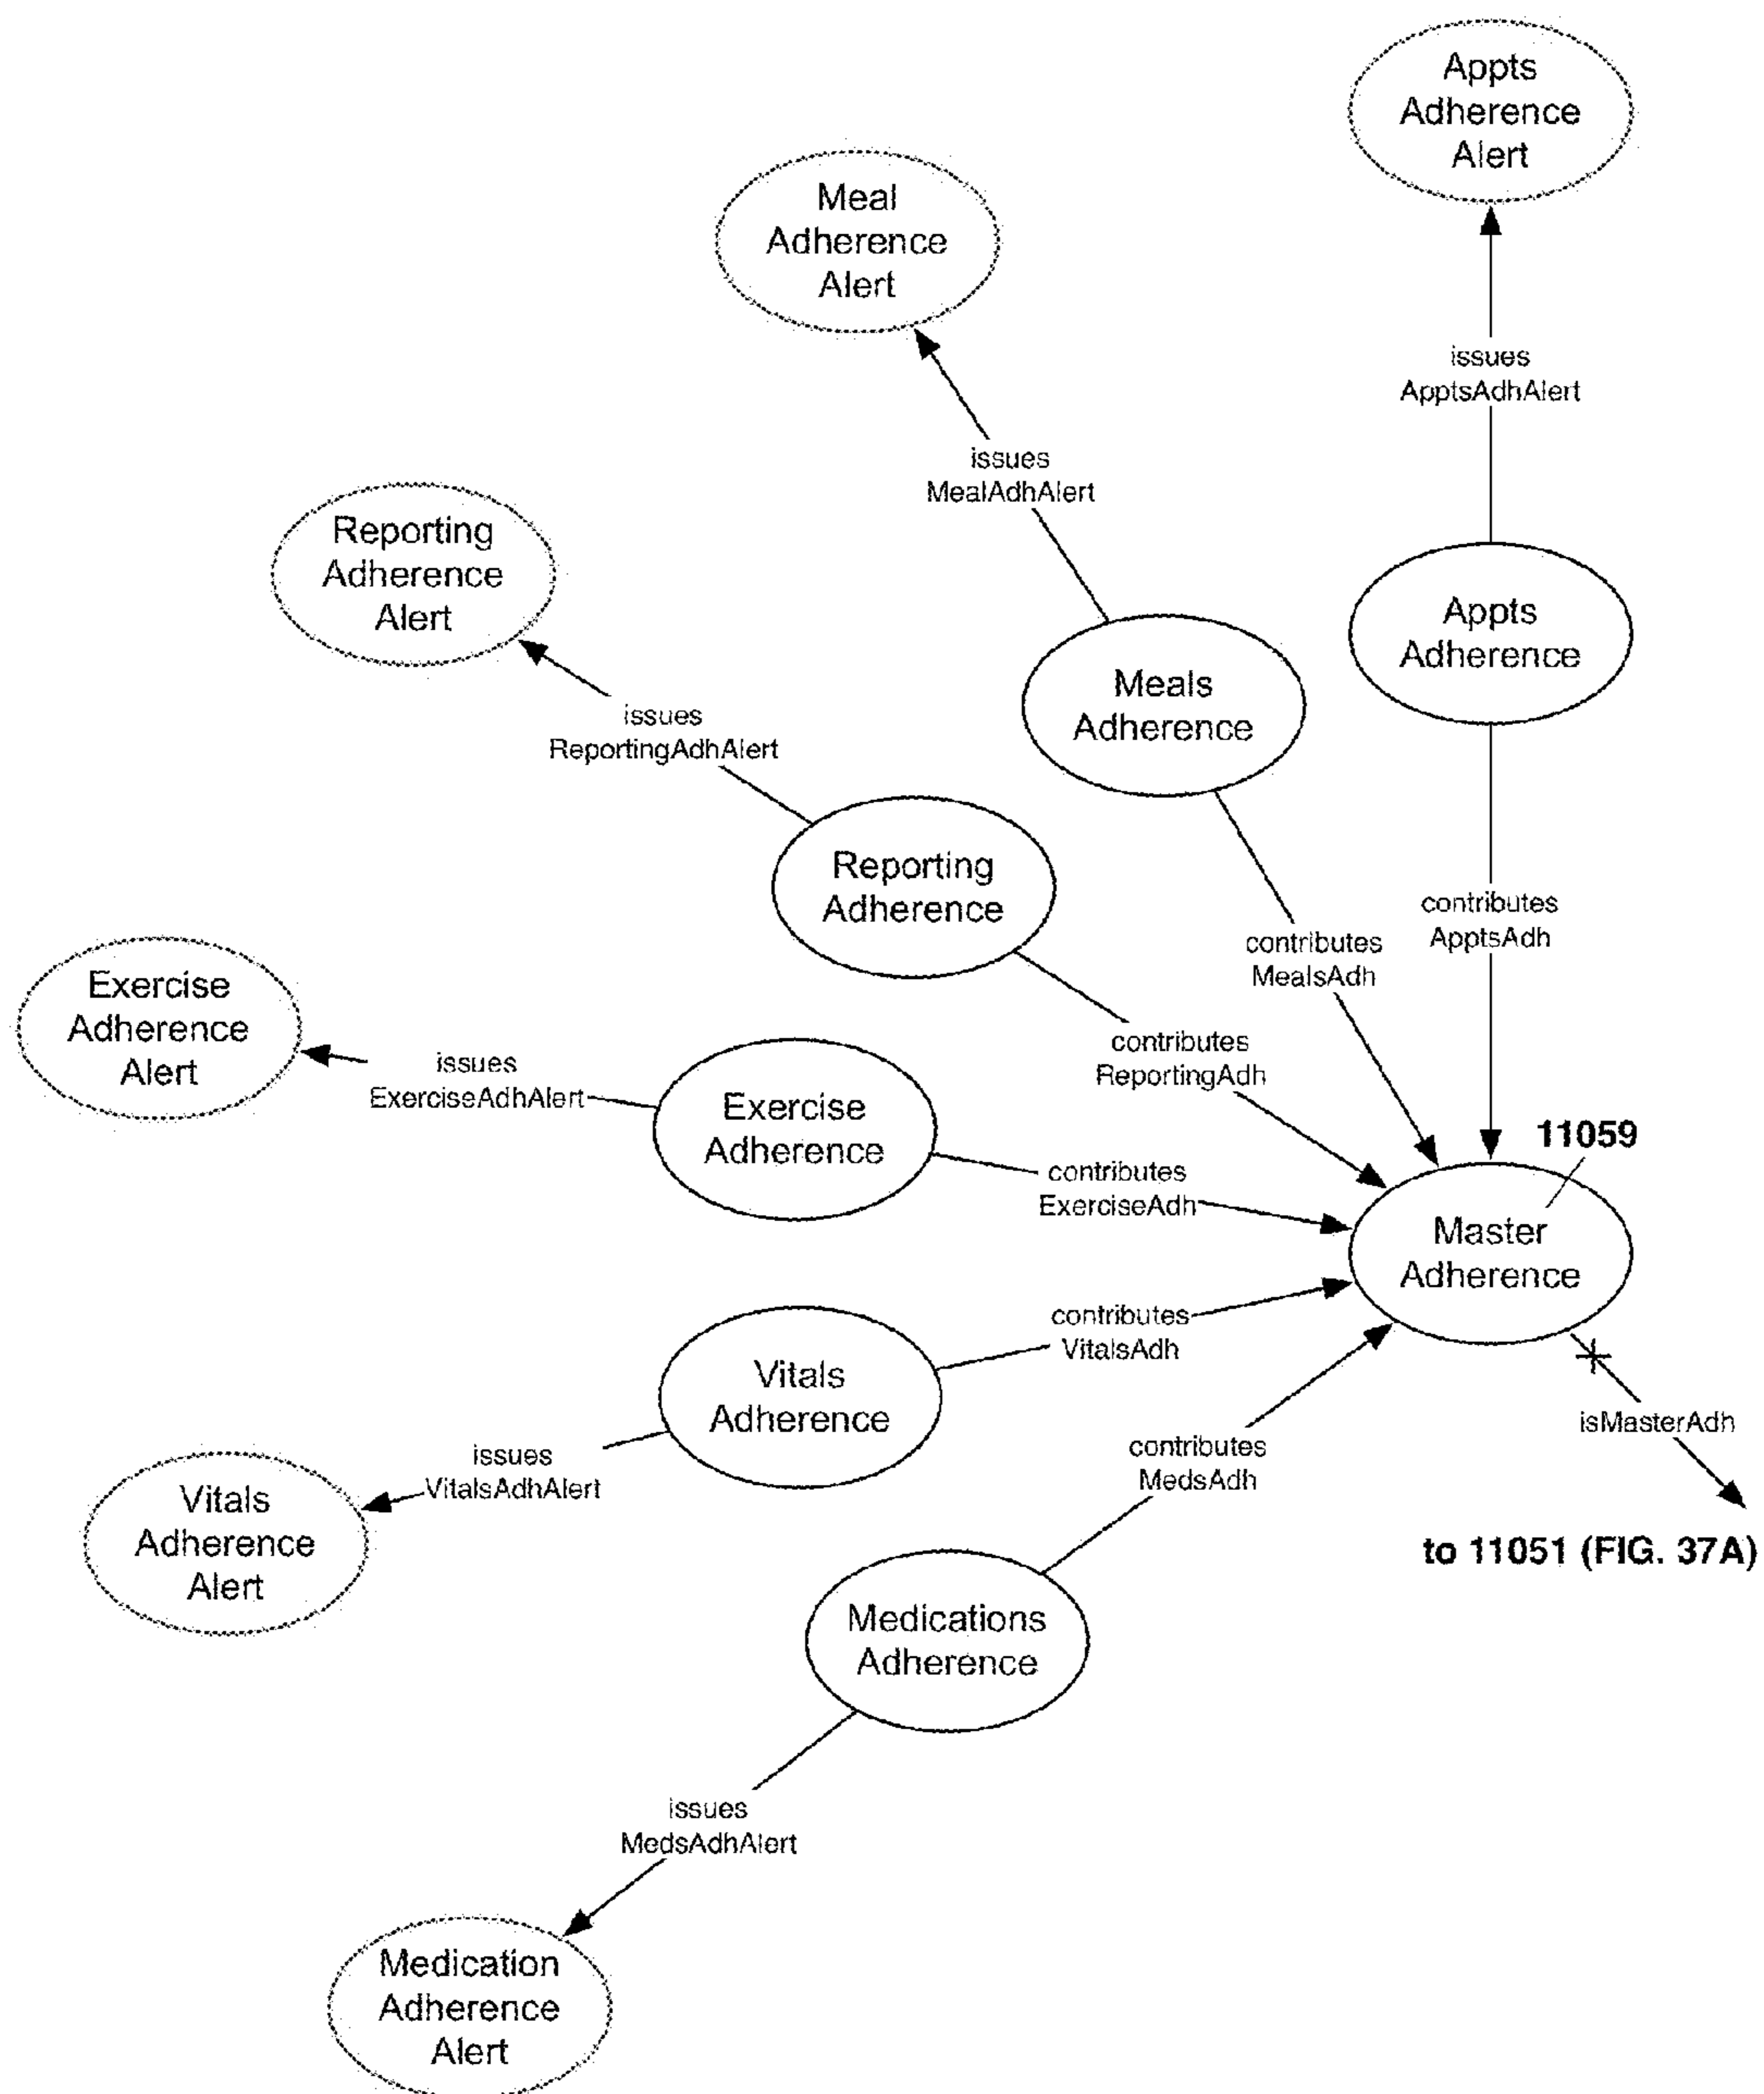 Appts
Adherence
Alert
Meal
Adherence
Alert
issues
ApptsAdhAlert
issues
MealAdhAlert
Reporting
Adherence
Alert
Appts
Adherence
Meals
Adherence
issues
ReportingAdhAlert
Reporting
Adherence
contributes
ApptsAdh
contributes
MealsAdh
Exercise
Adherence
Alert
contributes
ReportingAdh
issues
ExerciseAdhAlert
Exercise
Adherence
11059
contributes
ExerciseAdh
Master
Adherence
contributes
VitalsAdh
Vitals
Adherence
isMasterAdh
contributes
MedsAdh
issues
VitalsAdhAlert
Vitals
Adherence
Alert
to 11051 (FIG. 37A)
Medications
Adherence
issues
MedsAdhAlert
Medication
Adherence
Alert